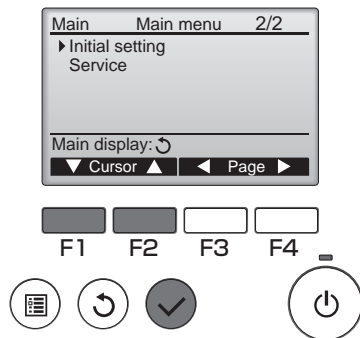 Main Main menu 2/2
Initial setting
Service
Main display:
Cursor Page
F1 F2 F3 F4